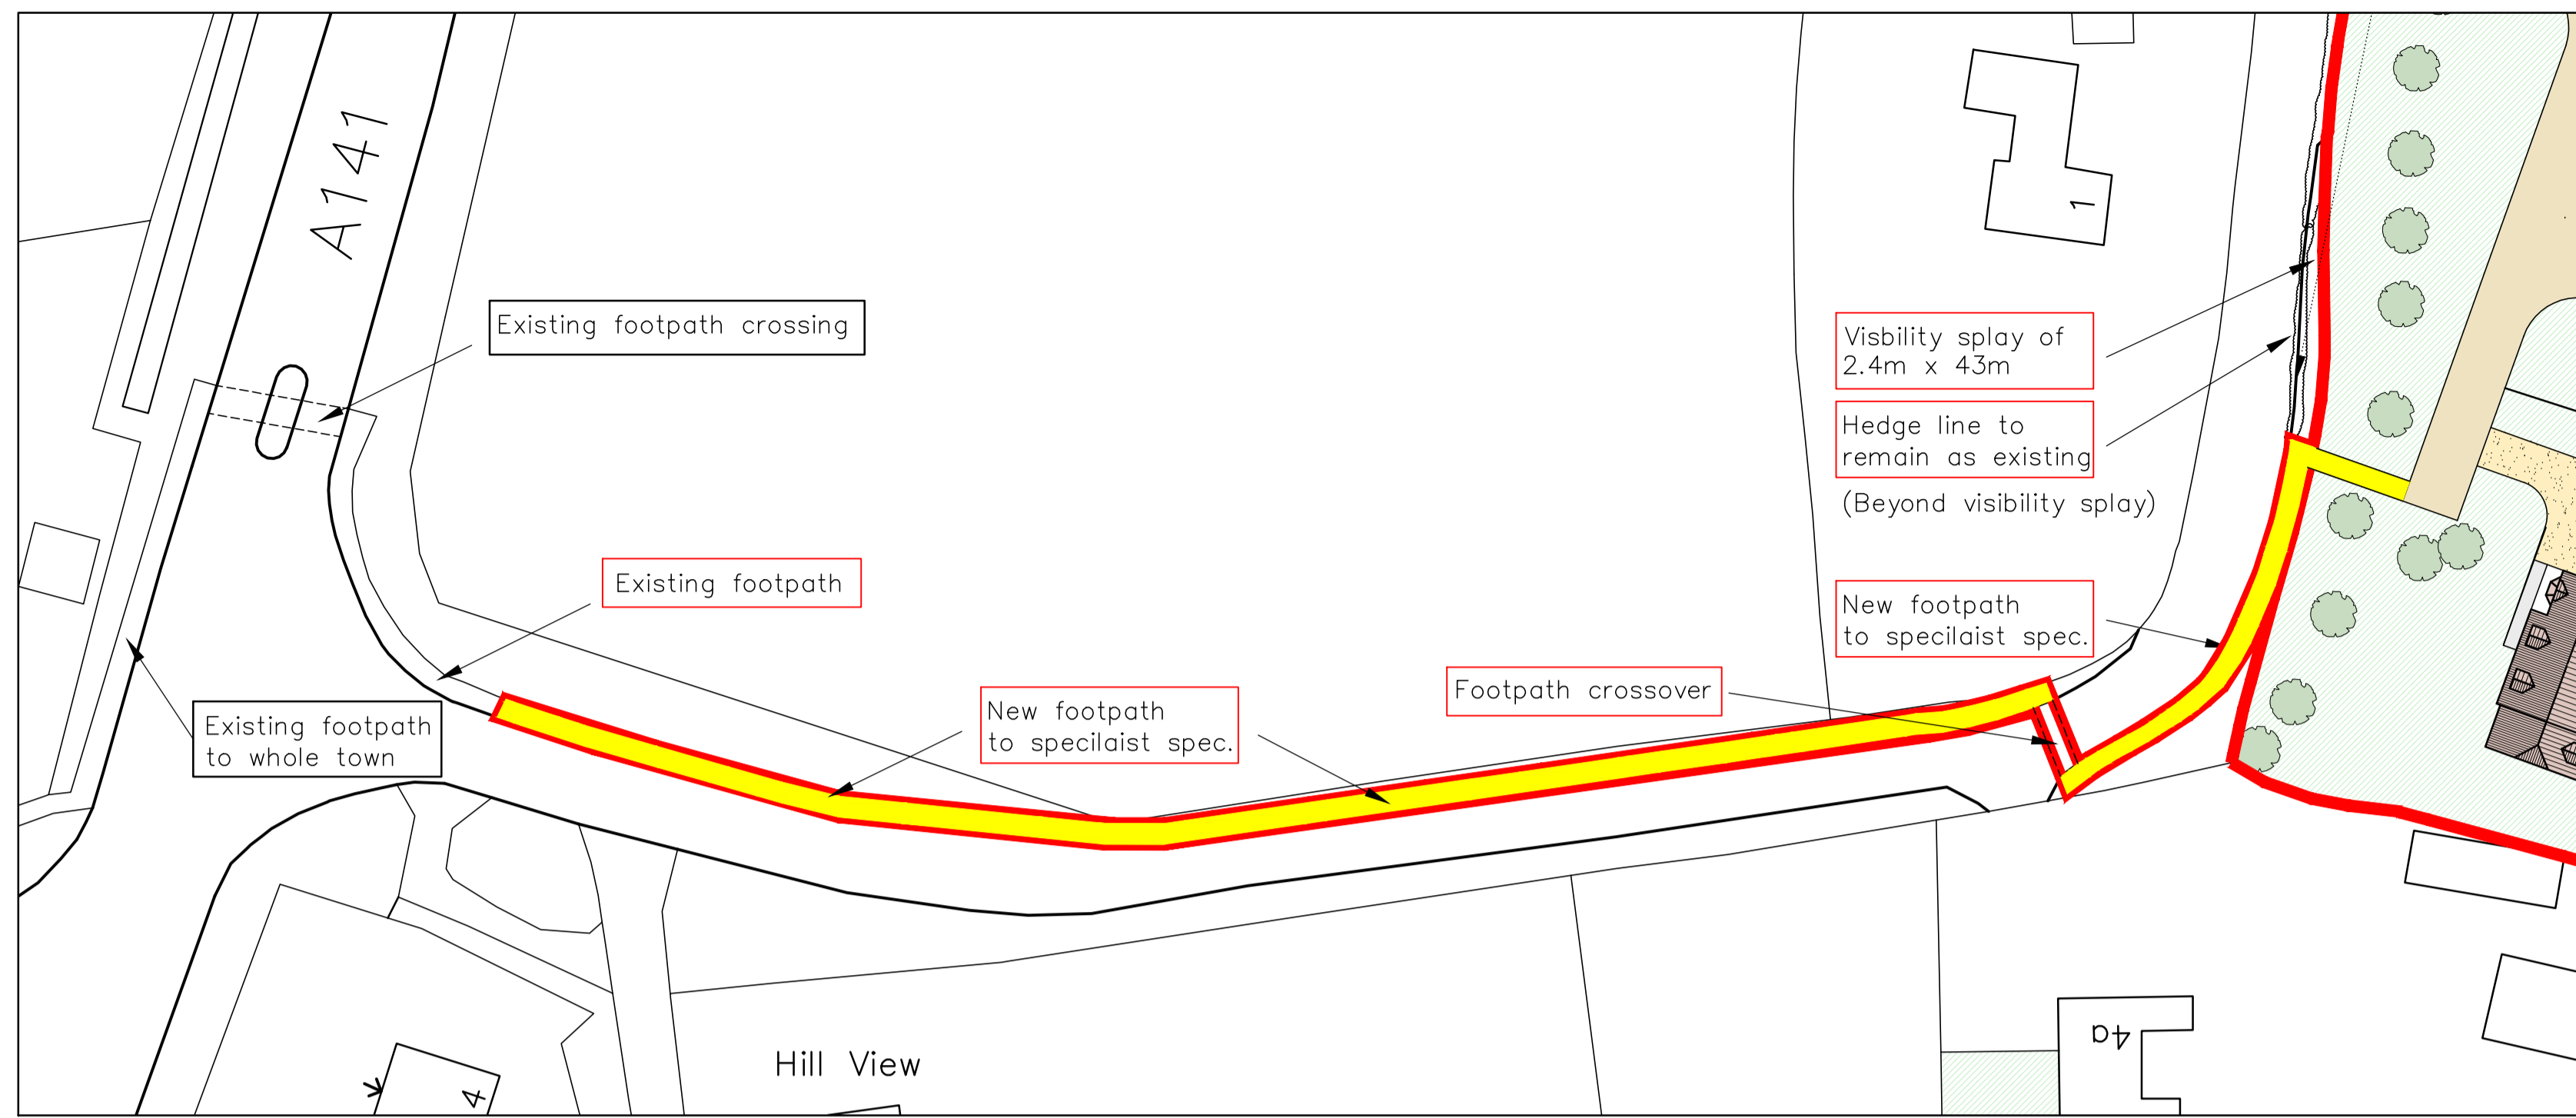 A141
Existing footpath crossing
1
Visbility splay of
2.4m x 43m
Hedge line to
remain as existing
(Beyond visibility splay)
Existing footpath
New footpath
to specilaist spec.
Footpath crossover
New footpath
to specilaist spec.
Existing footpath
to whole town
Hill View
4a
4